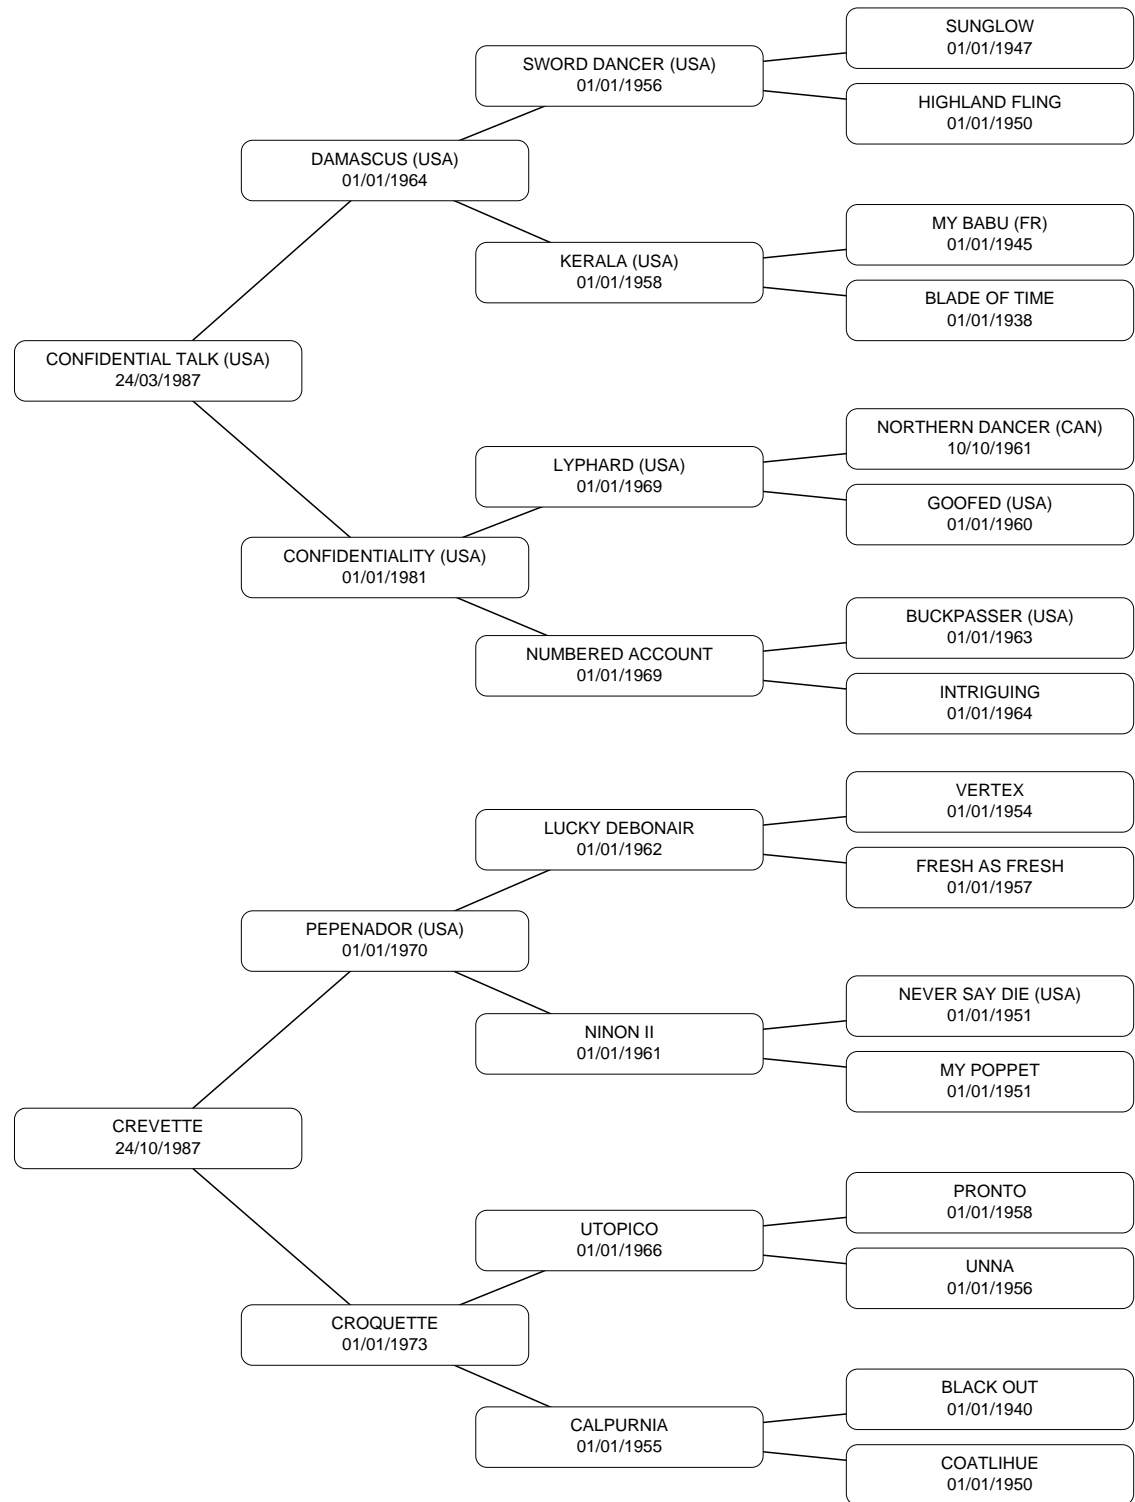 SUNGLOW
01/01/1947
SWORD DANCER (USA)
01/01/1956
HIGHLAND FLING
01/01/1950
DAMASCUS (USA)
01/01/1964
MY BABU (FR)
01/01/1945
KERALA (USA)
01/01/1958
BLADE OF TIME
01/01/1938
CONFIDENTIAL TALK (USA)
24/03/1987
NORTHERN DANCER (CAN)
10/10/1961
LYPHARD (USA)
01/01/1969
GOOFED (USA)
01/01/1960
CONFIDENTIALITY (USA)
01/01/1981
BUCKPASSER (USA)
01/01/1963
NUMBERED ACCOUNT
01/01/1969
INTRIGUING
01/01/1964
VERTEX
01/01/1954
LUCKY DEBONAIR
01/01/1962
FRESH AS FRESH
01/01/1957
PEPENADOR (USA)
01/01/1970
NEVER SAY DIE (USA)
01/01/1951
NINON II
01/01/1961
MY POPPET
01/01/1951
CREVETTE
24/10/1987
PRONTO
01/01/1958
UTOPICO
01/01/1966
UNNA
01/01/1956
CROQUETTE
01/01/1973
BLACK OUT
01/01/1940
CALPURNIA
01/01/1955
COATLIHUE
01/01/1950